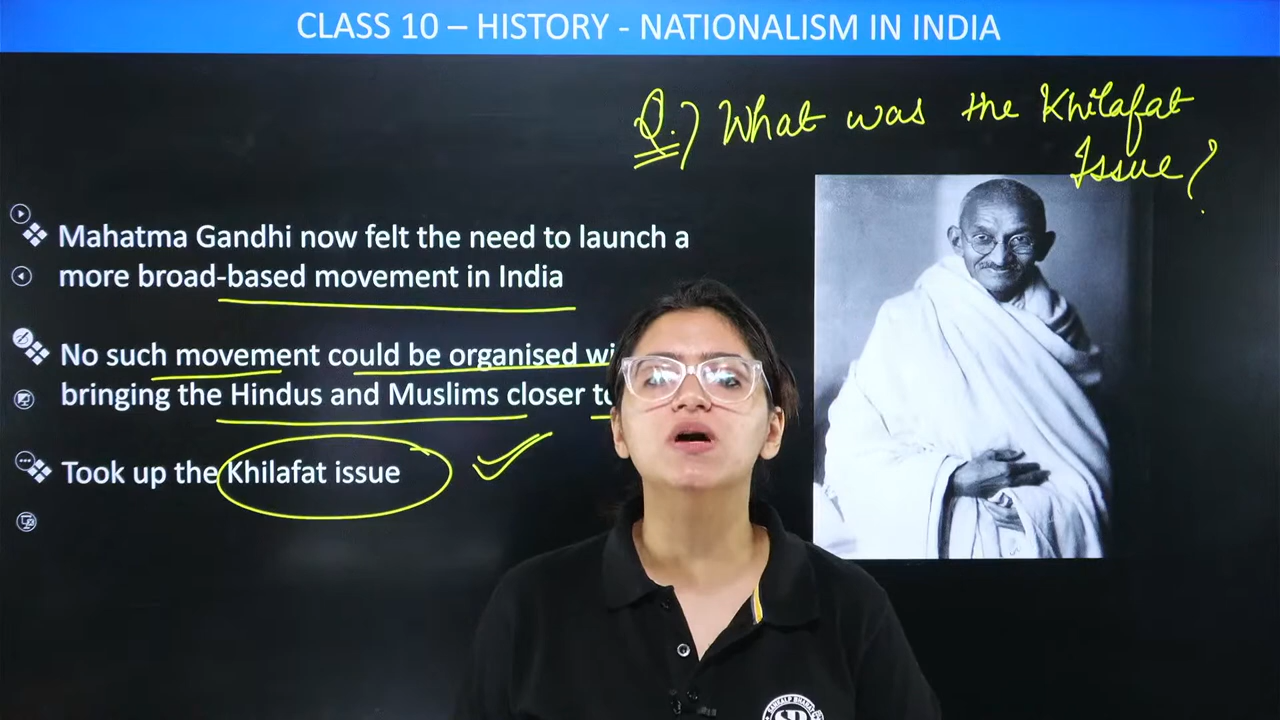 CLASS 10 – HISTORY - NATIONALISM IN INDIA
Q.) What was the Khilafat
Issue?
Mahatma Gandhi now felt the need to launch a
more broad-based movement in India
No such movement could be organised wi
bringing the Hindus and Muslims closer to
Took up the Khilafat issue